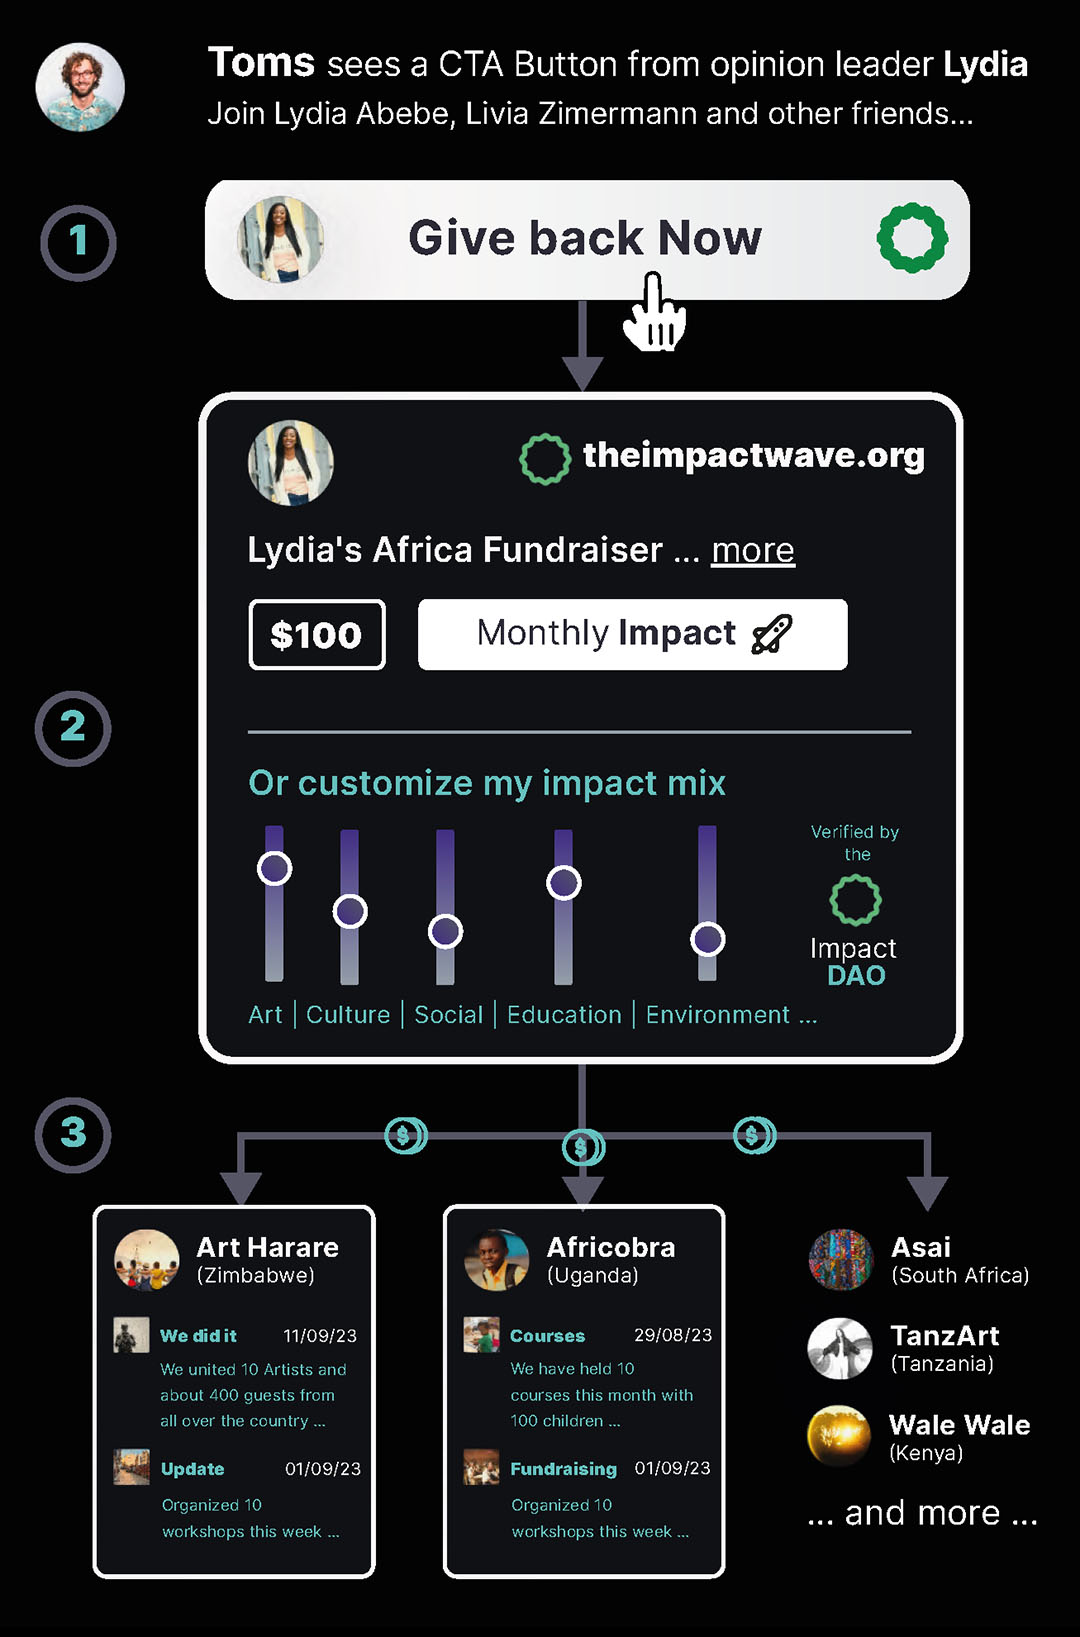 Toms sees a CTA Button from opinion leader Lydia
Join Lydia Abebe, Livia Zimermann and other friends...
1
Give back Now
theimpactwave.org
Lydia's Africa Fundraiser ... more
$100
Monthly Impact
2
Or customize my impact mix
Verified by
the
Impact
DAO
Art | Culture | Social | Education | Environment ...
3
$ $ $
Art Harare
(Zimbabwe)
We did it 11/09/23
We united 10 Artists and
about 400 guests from
all over the country ...
Update 01/09/23
Organized 10
workshops this week ...
Africobra
(Uganda)
Courses 29/08/23
We have held 10
courses this month with
100 children ...
Fundraising 01/09/23
Organized 10
workshops this week ...
Asai
(South Africa)
TanzArt
(Tanzania)
Wale Wale
(Kenya)
... and more ...